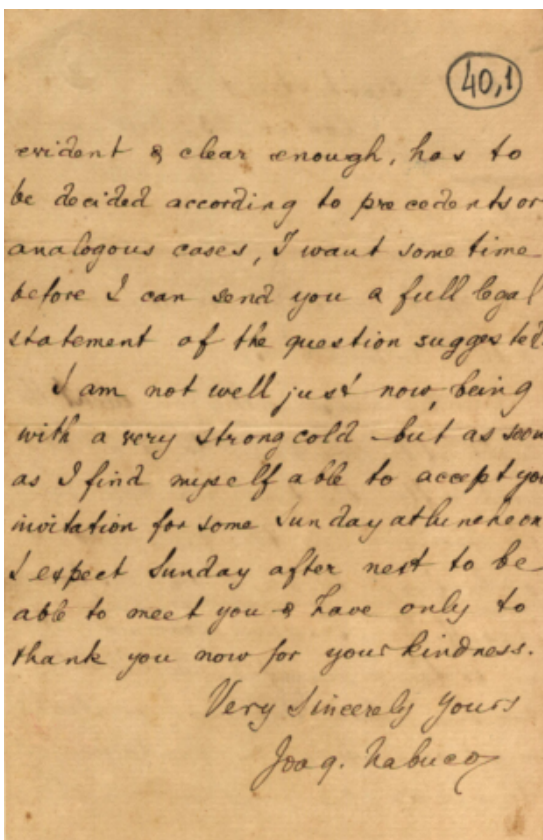 40,1
evident & clear enough, has to
be decided according to precedents or
analogous cases, I want some time
before I can send you a full legal
statement of the question suggested.
I am not well just now, being
with a very strong cold – but as soon
as I find myself able to accept you
invitation for some Sunday at luncheon
I expect Sunday after next to be
able to meet you & have only to
thank you now for your kindness.
Very Sincerely Yours
Joaq. Nabuco